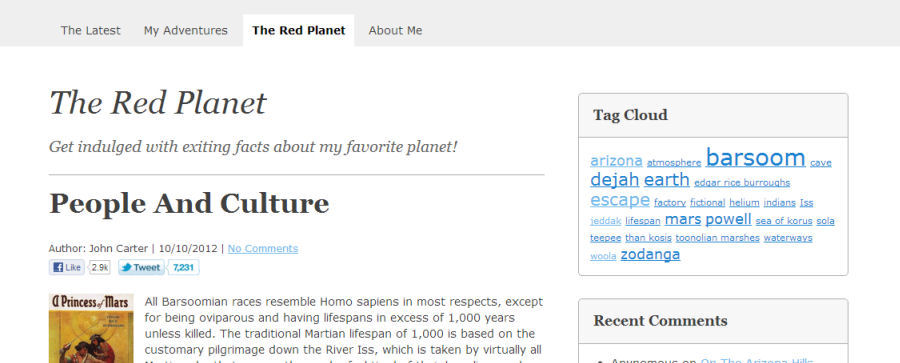 The Latest My Adventures The Red Planet About Me
The Red Planet
Get indulged with exiting facts about my favorite planet!
People And Culture
Author: John Carter | 10/10/2012 | No Comments
Like 2.9k Tweet 7,231
A Princess of Mars
All Barsoomian races resemble Homo sapiens in most respects, except
for being oviparous and having lifespans in excess of 1,000 years
unless killed. The traditional Martian lifespan of 1,000 is based on the
customary pilgrimage down the River Iss, which is taken by virtually all
Tag Cloud
arizona atmosphere barsoom cave
dejah earth edgar rice burroughs
escape factory fictional helium indians Iss
jeddak lifespan mars powell sea of korus sola
teepee than kosis toonolian marshes waterways
woola zodanga
Recent Comments
Anynomous on On The Arizona Hills